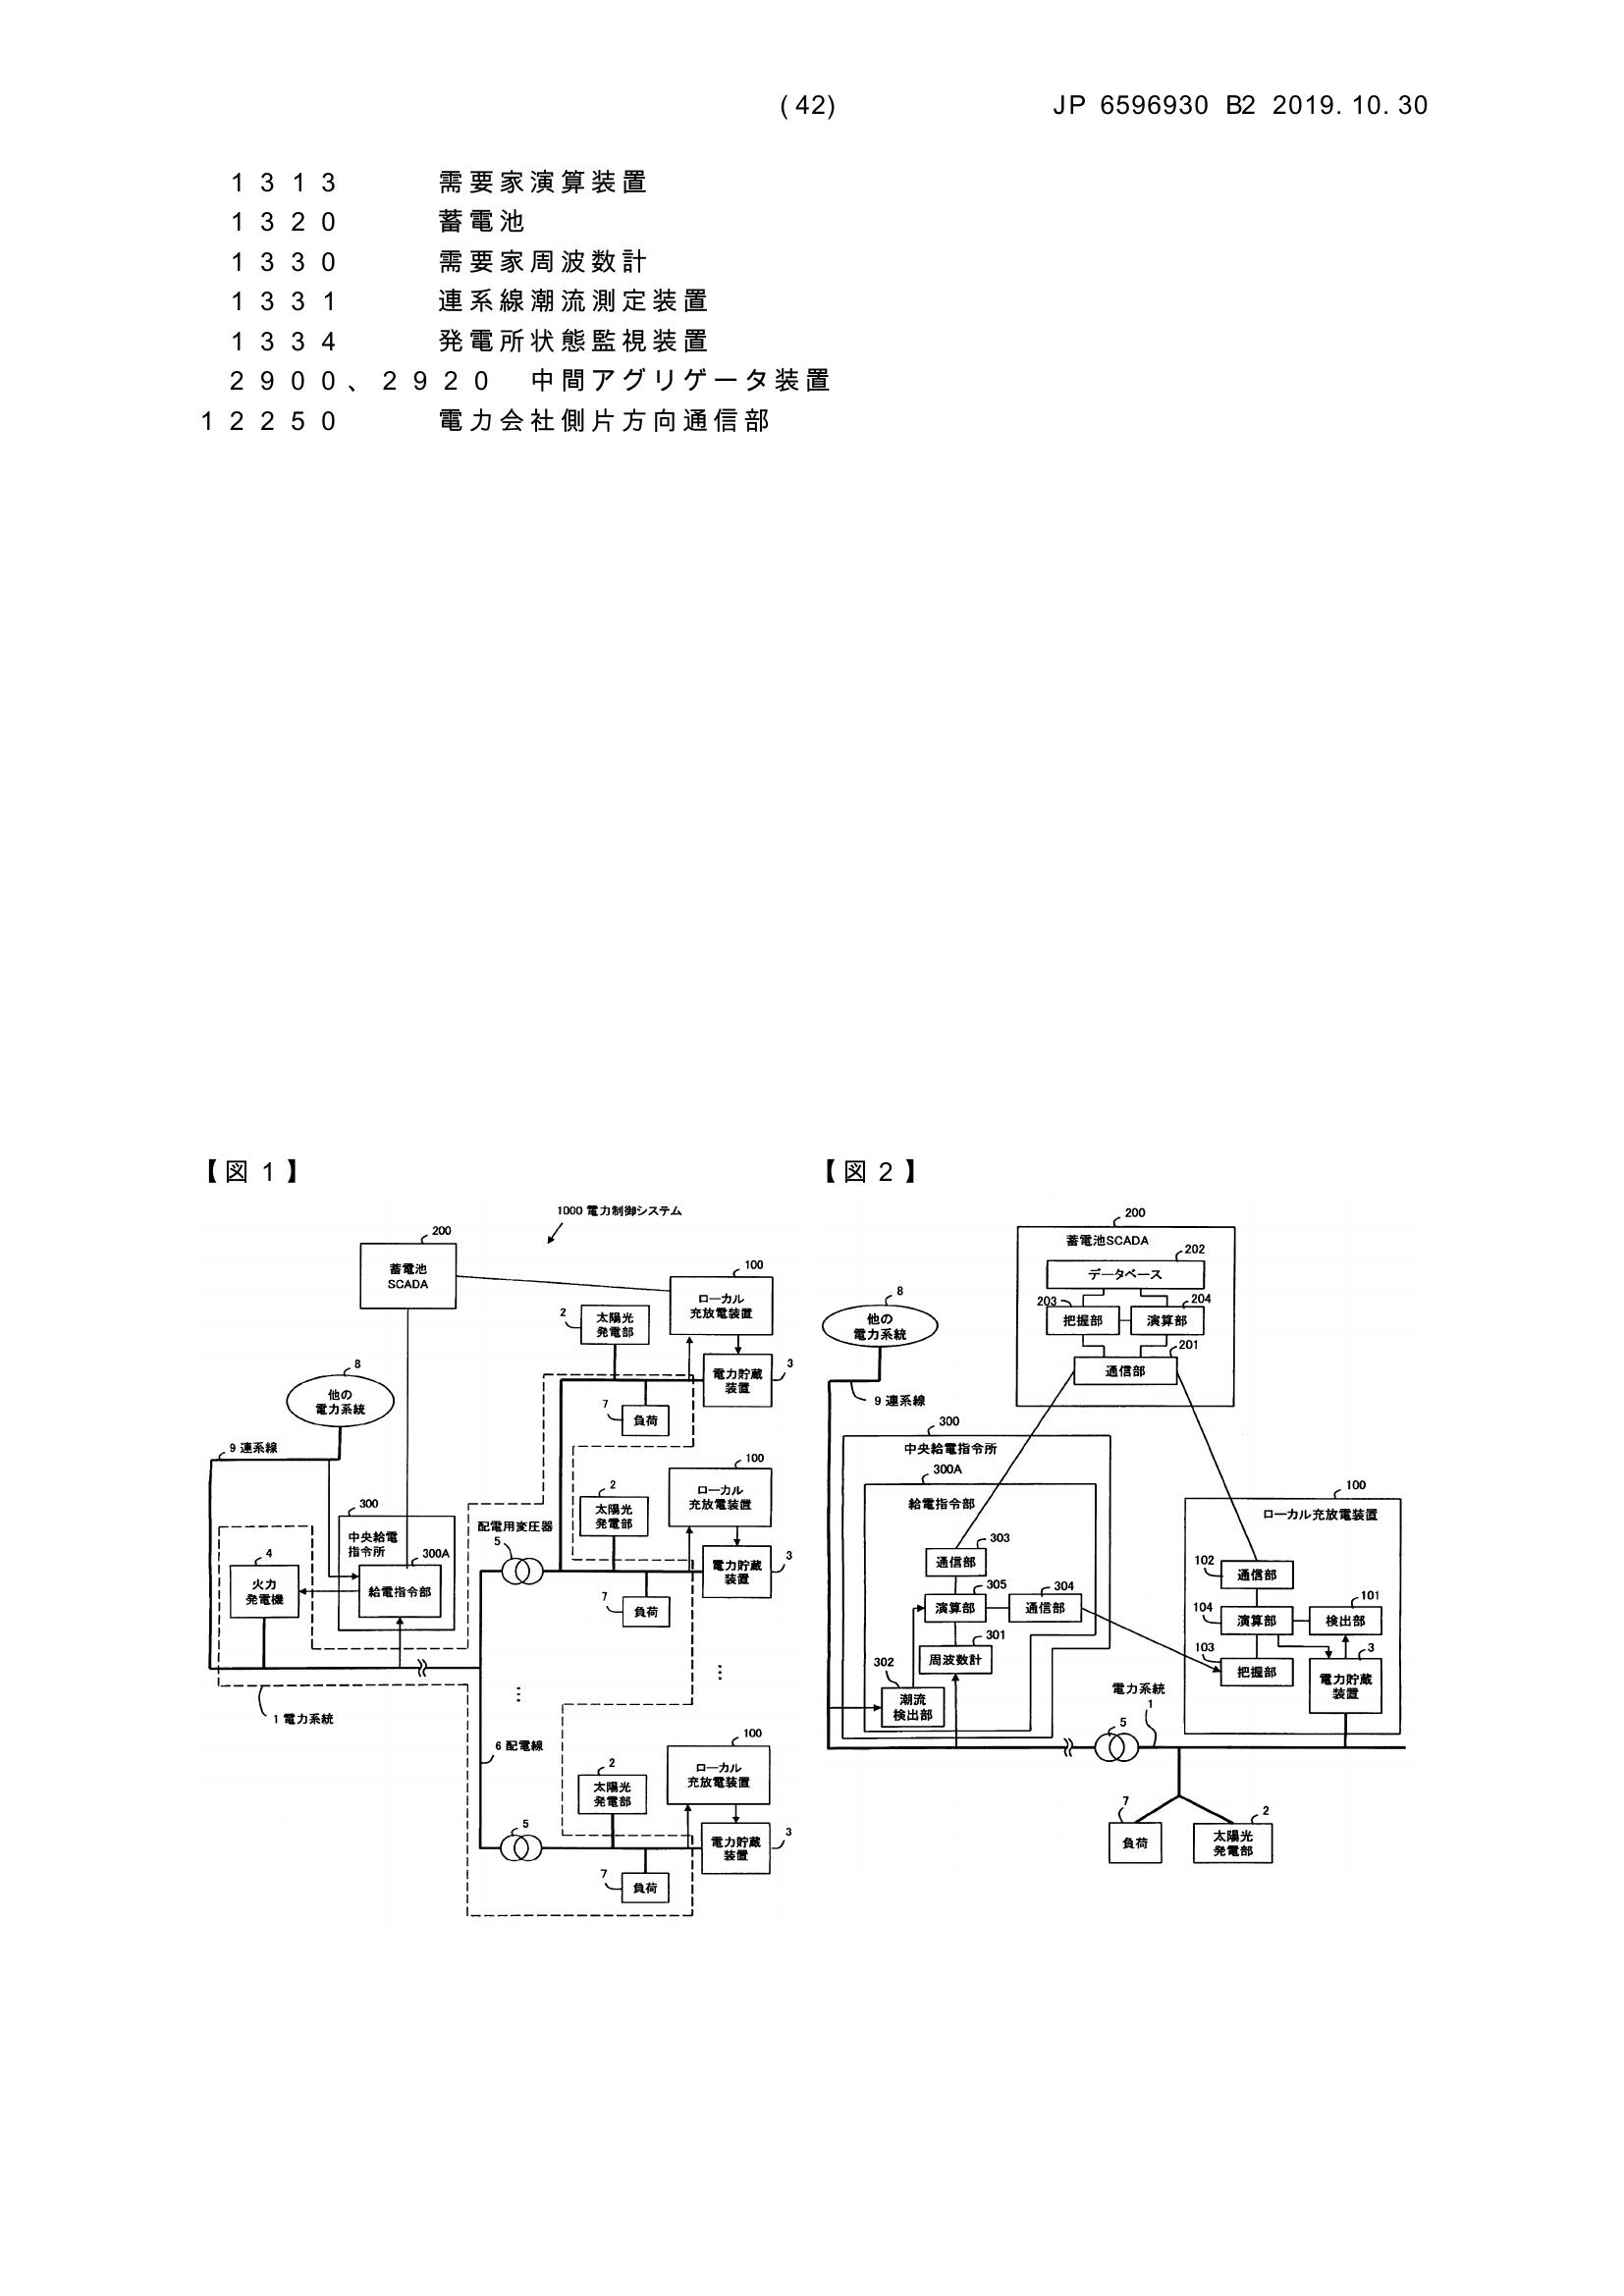 (42)
JP 6596930 B2 2019.10.30
1313 需要家演算装置
1320 蓄電池
1330 需要家周波数計
1331 連系線潮流測定装置
1334 発電所状態監視装置
2900、2920 中間アグリゲータ装置
12250 電力会社側片方向通信部
【図1】
1000 電力制御システム
200
蓄電池
SCADA
100
ローカル
充放電装置
2
太陽光
発電部
電力貯蔵
装置
3
7
負荷
8
他の
電力系統
9 連系線
100
ローカル
充放電装置
2
太陽光
発電部
300
中央給電
指令所
300A
給電指令部
4
火力
発電機
配電用変圧器
5
電力貯蔵
装置
3
7
負荷
⋮
⋮
1 電力系統
6 配電線
100
ローカル
充放電装置
2
太陽光
発電部
5
電力貯蔵
装置
3
7
負荷
【図2】
200
蓄電池SCADA
202
データベース
203
把握部
204
演算部
201
通信部
8
他の
電力系統
9 連系線
300
中央給電指令所
300A
給電指令部
303
通信部
305
演算部
304
通信部
301
周波数計
302
潮流
検出部
100
ローカル充放電装置
102
通信部
104
演算部
101
検出部
103
把握部
3
電力貯蔵
装置
電力系統
1
5
7
負荷
2
太陽光
発電部